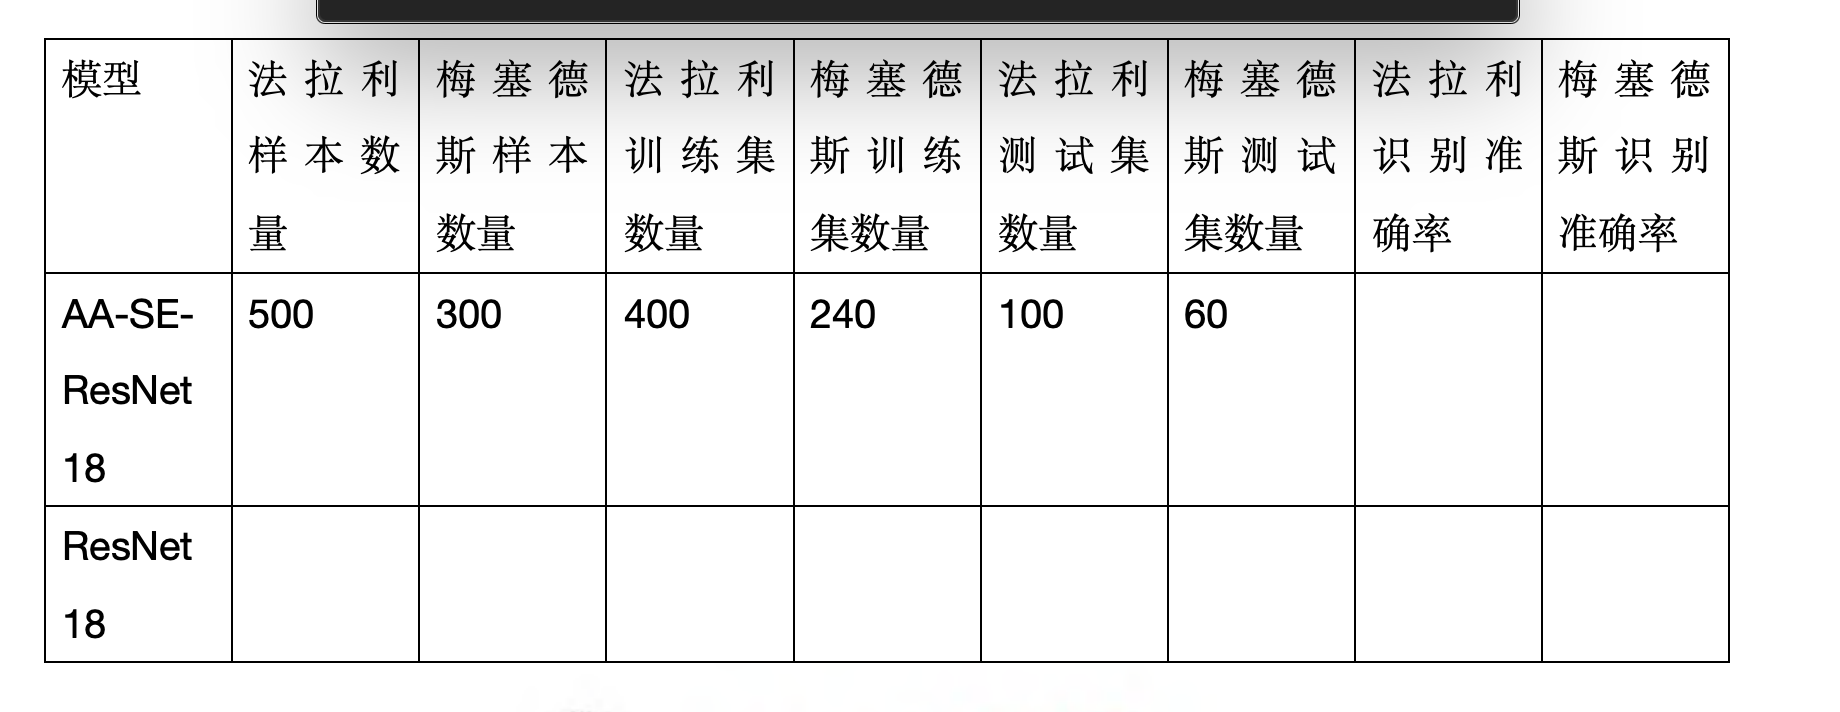 模型
法拉利
样本数
量
梅塞德
斯样本
数量
法拉利
训练集
数量
梅塞德
斯训练
集数量
法拉利
测试集
数量
梅塞德
斯测试
集数量
法拉利
识别准
确率
梅塞德
斯识别
准确率
AA-SE-
ResNet
18
500
300
400
240
100
60
ResNet
18